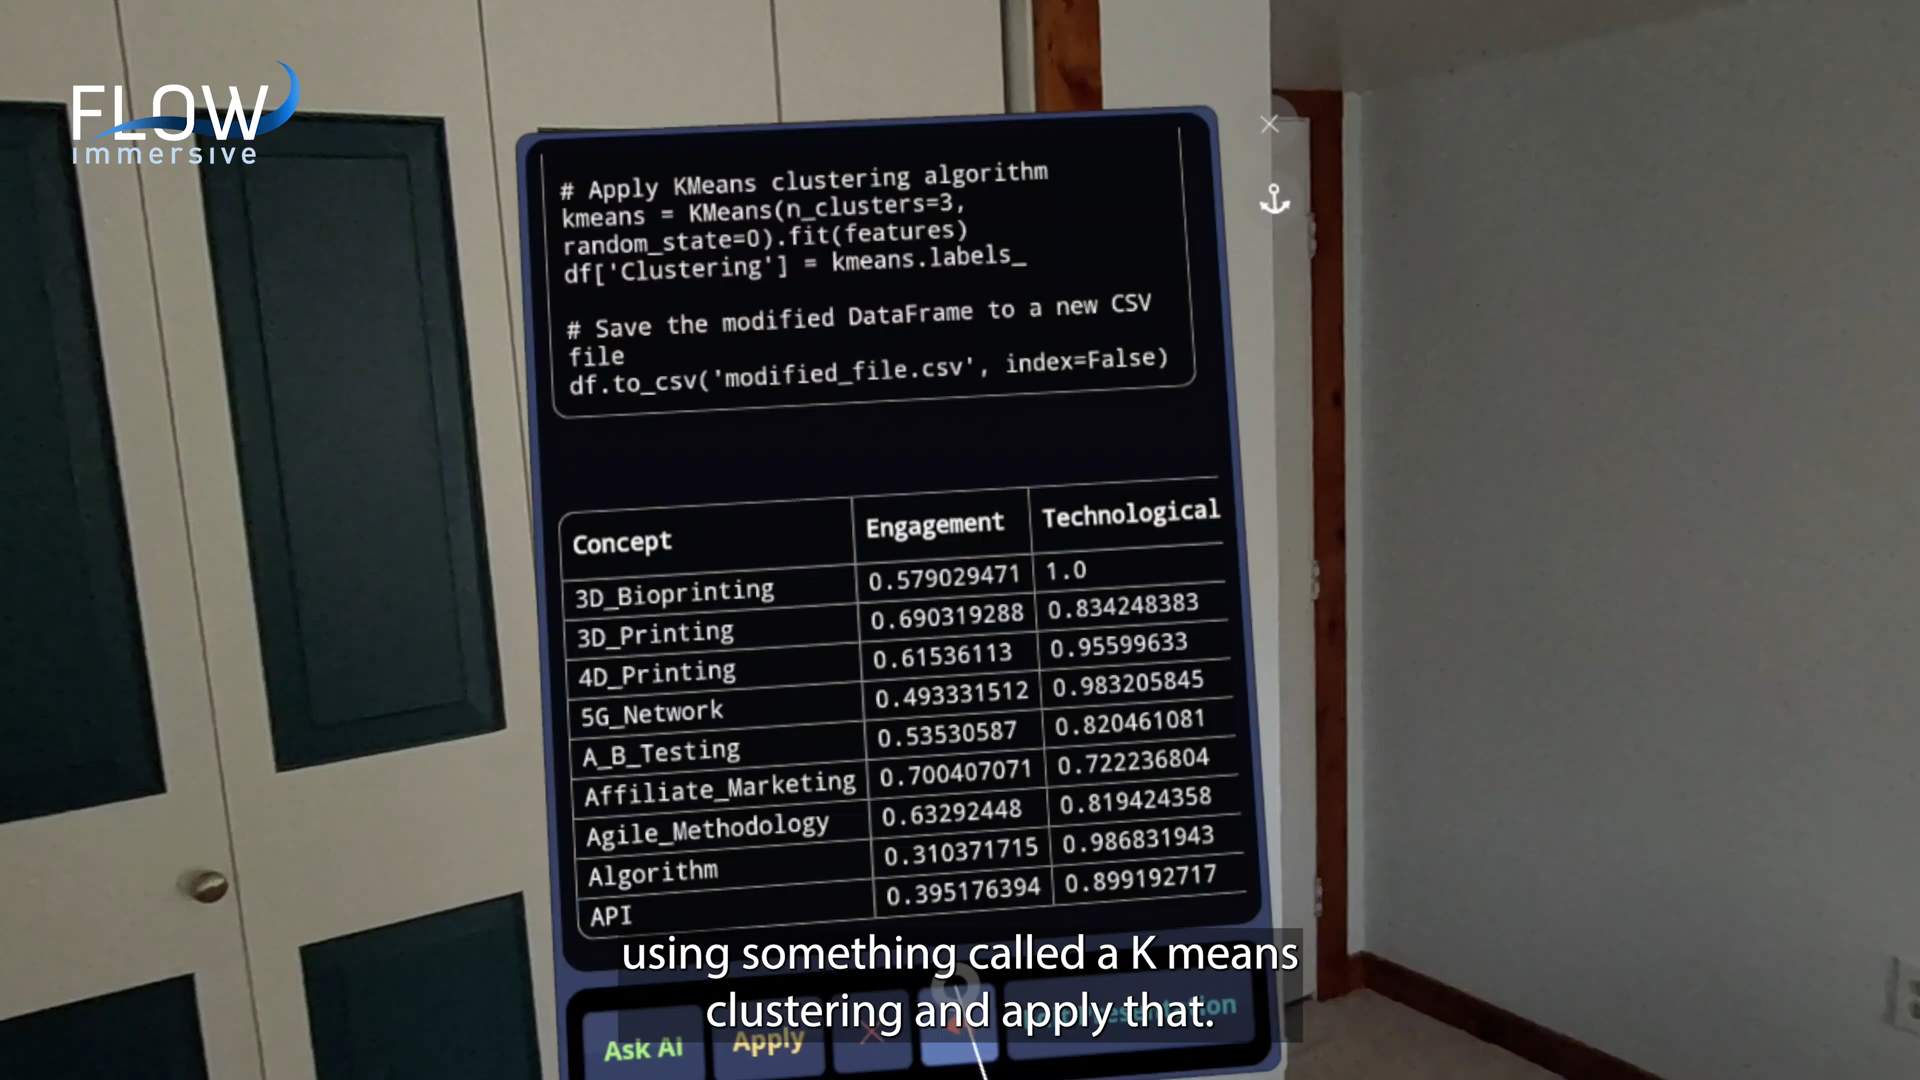 FLOW
immersive
# Apply KMeans clustering algorithm
kmeans = KMeans(n_clusters=3,
random_state=0).fit(features)
df['Clustering'] = kmeans.labels_
# Save the modified DataFrame to a new CSV
file
df.to_csv('modified_file.csv', index=False)
Concept Engagement Technological
3D_Bioprinting 0.579029471 1.0
3D_Printing 0.690319288 0.834248383
4D_Printing 0.61536113 0.95599633
5G_Network 0.493331512 0.983205845
A_B_Testing 0.53530587 0.820461081
Affiliate_Marketing 0.700407071 0.722236804
Agile_Methodology 0.63292448 0.819424358
Algorithm 0.310371715 0.986831943
API 0.395176394 0.899192717
using something called a K means
clustering and apply that.
Ask AI Apply